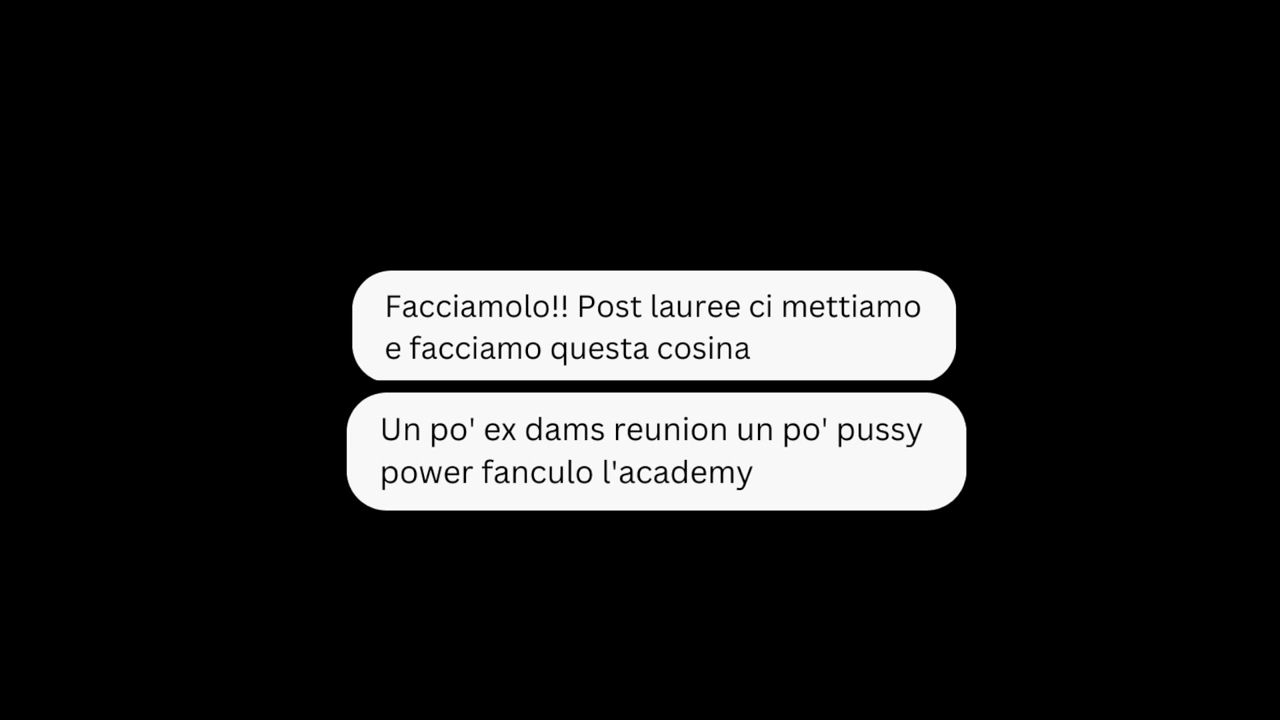 Facciamolo!! Post lauree ci mettiamo
e facciamo questa cosina
Un po' ex dams reunion un po' pussy
power fanculo l'academy